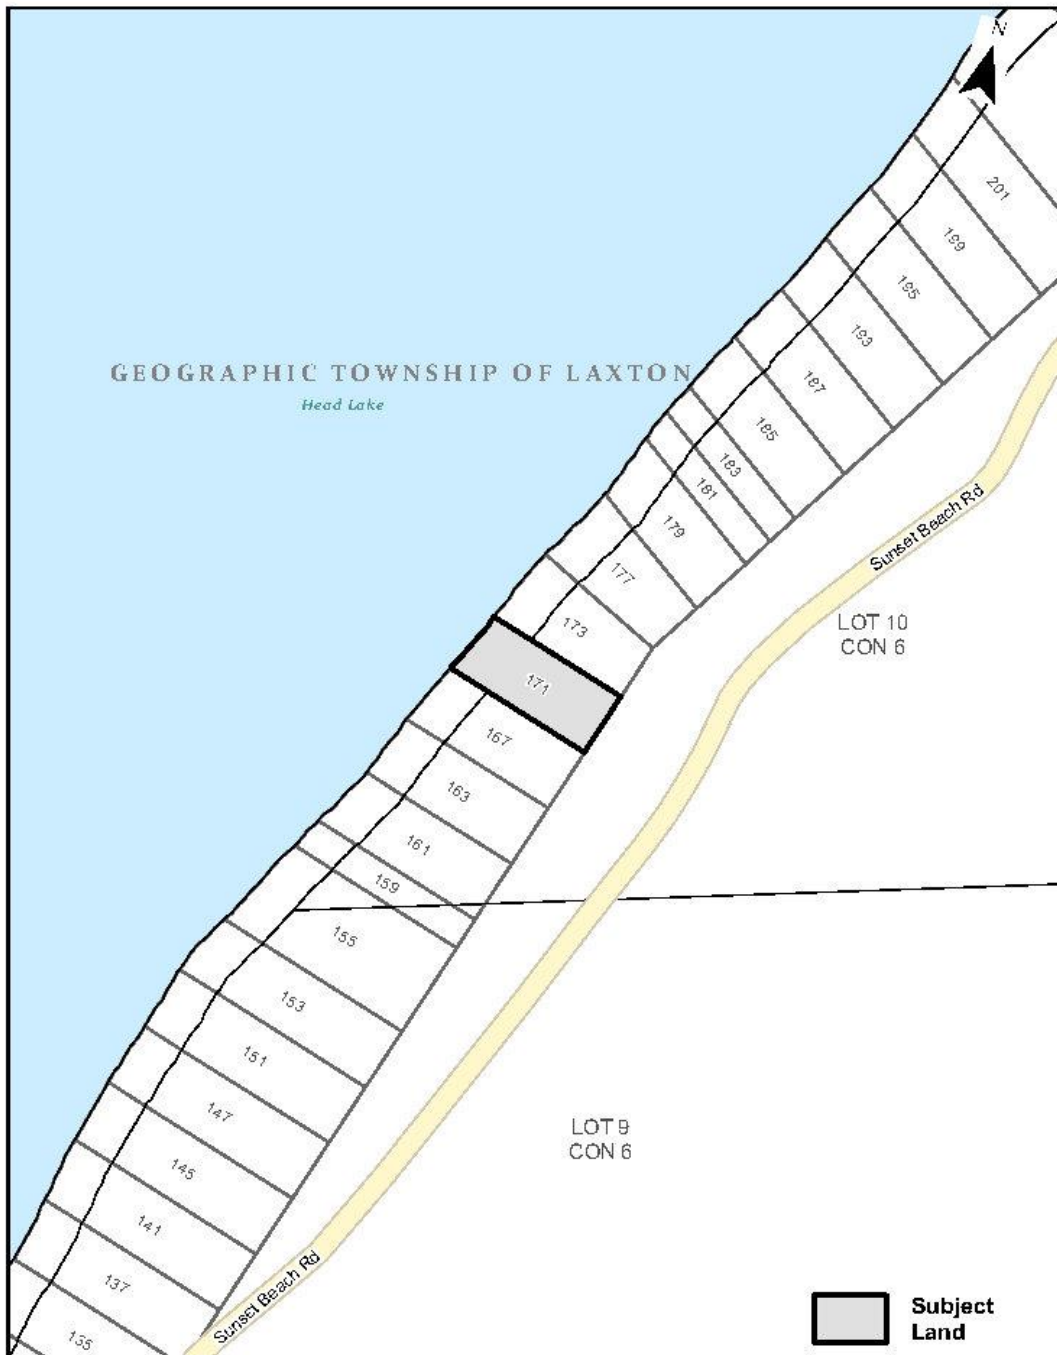 N
201
199
195
193
GEOGRAPHIC TOWNSHIP OF LAXTON
Head Lake
187
185
183
181
179
Sunset Beach Rd
177
173
LOT 10
CON 6
171
167
163
161
159
155
153
151
147
LOT 9
CON 6
145
141
137
Sunset Beach Rd
135
Subject
Land